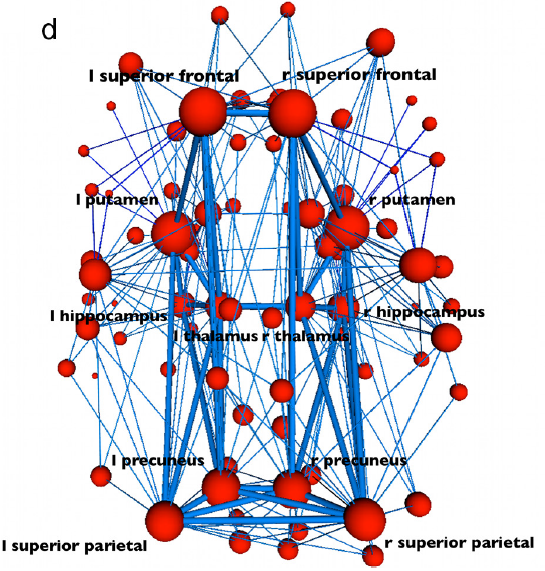 d
l superior frontal
r superior frontal
l putamen
r putamen
l hippocampus
r hippocampus
l thalamus
r thalamus
l precuneus
r precuneus
l superior parietal
r superior parietal